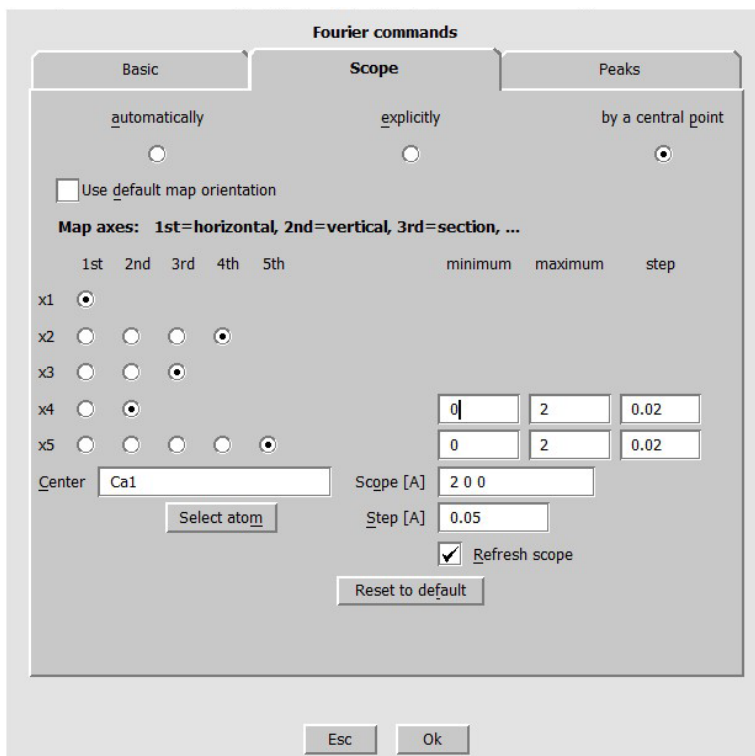 Fourier commands
Basic Scope Peaks
automatically explicitly by a central point
Use default map orientation
Map axes: 1st=horizontal, 2nd=vertical, 3rd=section, ...
1st 2nd 3rd 4th 5th minimum maximum step
x1
x2
x3
x4 0 2 0.02
x5 0 2 0.02
Center Ca1 Scope [A] 2 0 0
Select atom Step [A] 0.05
Refresh scope
Reset to default
Esc Ok